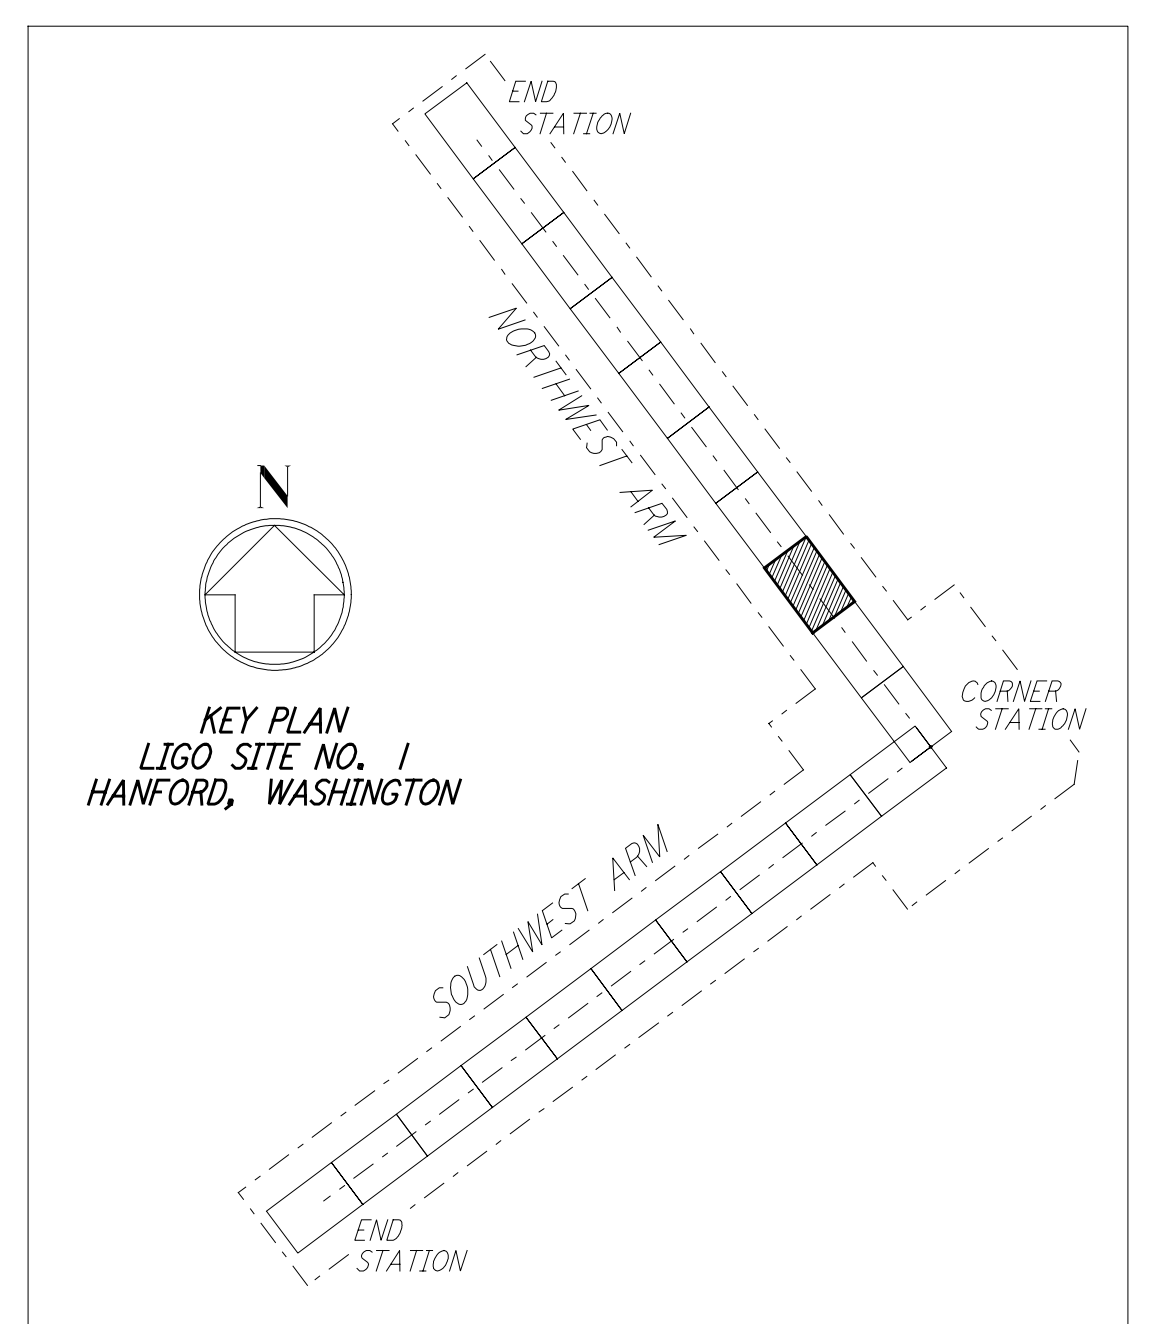 END
STATION
NORTHWEST ARM
N
KEY PLAN
LIGO SITE NO. 1
HANFORD, WASHINGTON
CORNER
STATION
SOUTHWEST ARM
END
STATION